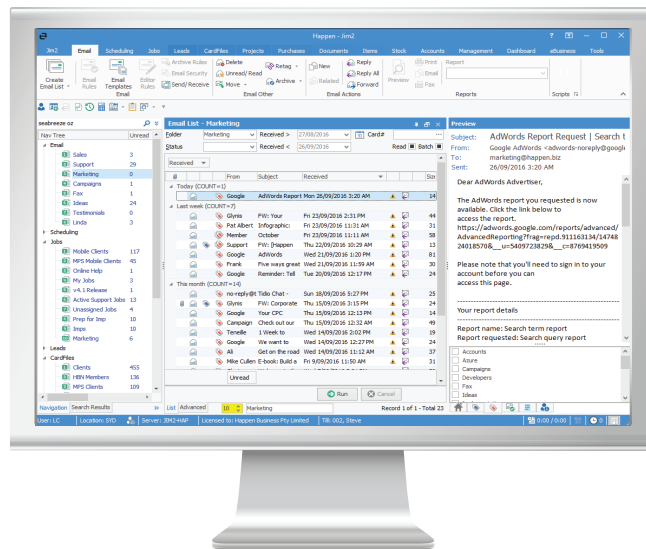 Happen - Jim2
Jim2 Email Scheduling Jobs Leads CardFiles Projects Purchases Documents Items Stock Accounts Management Dashboard eBusiness Tools
Create Email List Email Rules Email Templates Editor Rules Archive Rules Email Security Send/Receive
Delete Unread/Read Move Retag Archive
New Related Reply Reply All Forward
Preview Print Email Fax Report
Email Email Other Email Actions Reports Scripts
seabreeze oz
Nav Tree Unread
Email
Sales 3
Support 29
Marketing 0
Campaigns 1
Fax 1
Ideas 24
Testimonials 0
Linda 3
Scheduling
Jobs
Mobile Clients 117
MPS Mobile Clients 45
Online Help 1
My Jobs 3
v4.1 Release 1
Active Support Jobs 13
Unassigned Jobs 4
Prep for Imp 10
Imps 10
Marketing 6
Leads
CardFiles
Clients 455
HBN Members 136
MPS Clients 109
Navigation Search Results
Email List - Marketing
Folder Marketing Received > 27/08/2016 Card#
Status Received < 26/09/2016 Read Batch
Received
From Subject Received Size
Today (COUNT=1)
Google AdWords Report Mon 26/09/2016 3:20 AM 14
Last week (COUNT=7)
Glynis FW: Your Fri 23/09/2016 2:31 PM 44
Pat Albert Infographic: Fri 23/09/2016 11:31 AM 31
Member October Fri 23/09/2016 11:11 AM 58
Support FW: [Happen Thu 22/09/2016 10:29 AM 13
Google AdWords Wed 21/09/2016 1:20 PM 81
Frank Five ways great Wed 21/09/2016 11:59 AM 30
Google Reminder: Tell Tue 20/09/2016 12:17 PM 24
This month (COUNT=14)
no-reply@t Tidio Chat - Sun 18/09/2016 5:27 PM 25
Glynis FW: Corporate Thu 15/09/2016 3:15 PM 24
Google Your CPC Thu 15/09/2016 12:13 PM 14
Campaign Check out our Thu 15/09/2016 12:32 AM 49
Tenelle 1 Week to Wed 14/09/2016 2:02 PM 19
Google We want to Wed 14/09/2016 12:27 PM 24
Ali Get on the road Wed 14/09/2016 11:12 AM 37
Mike Cullen E-book: Build a Fri 9/09/2016 11:50 AM 31
Unread
Run Cancel
List Advanced 10 Marketing Record 1 of 1 - Total 23
Preview
Subject: AdWords Report Request | Search t
From: Google AdWords <adwords-noreply@googl
To: marketing@happen.biz
Sent: 26/09/2016 3:20 AM
Dear AdWords Advertiser,
The AdWords report you requested is now
available. Click the link below to
access the report.
https://adwords.google.com/reports/advanced/
AdvancedReporting?frag=repd.911163134/14748
24018570&__u=540972382​9&__c=8769419509
Please note that you'll need to sign in to your
account before you can
access this page.
Your report details
Report name: Search term report
Report requested: Search query report
Accounts
Azure
Campaigns
Developers
Fax
User: LC Location: SYD Server: JIM2-HAP Licensed to: Happen Business Pty Limited Till: 002, Steve 0:00 / 0:00 0